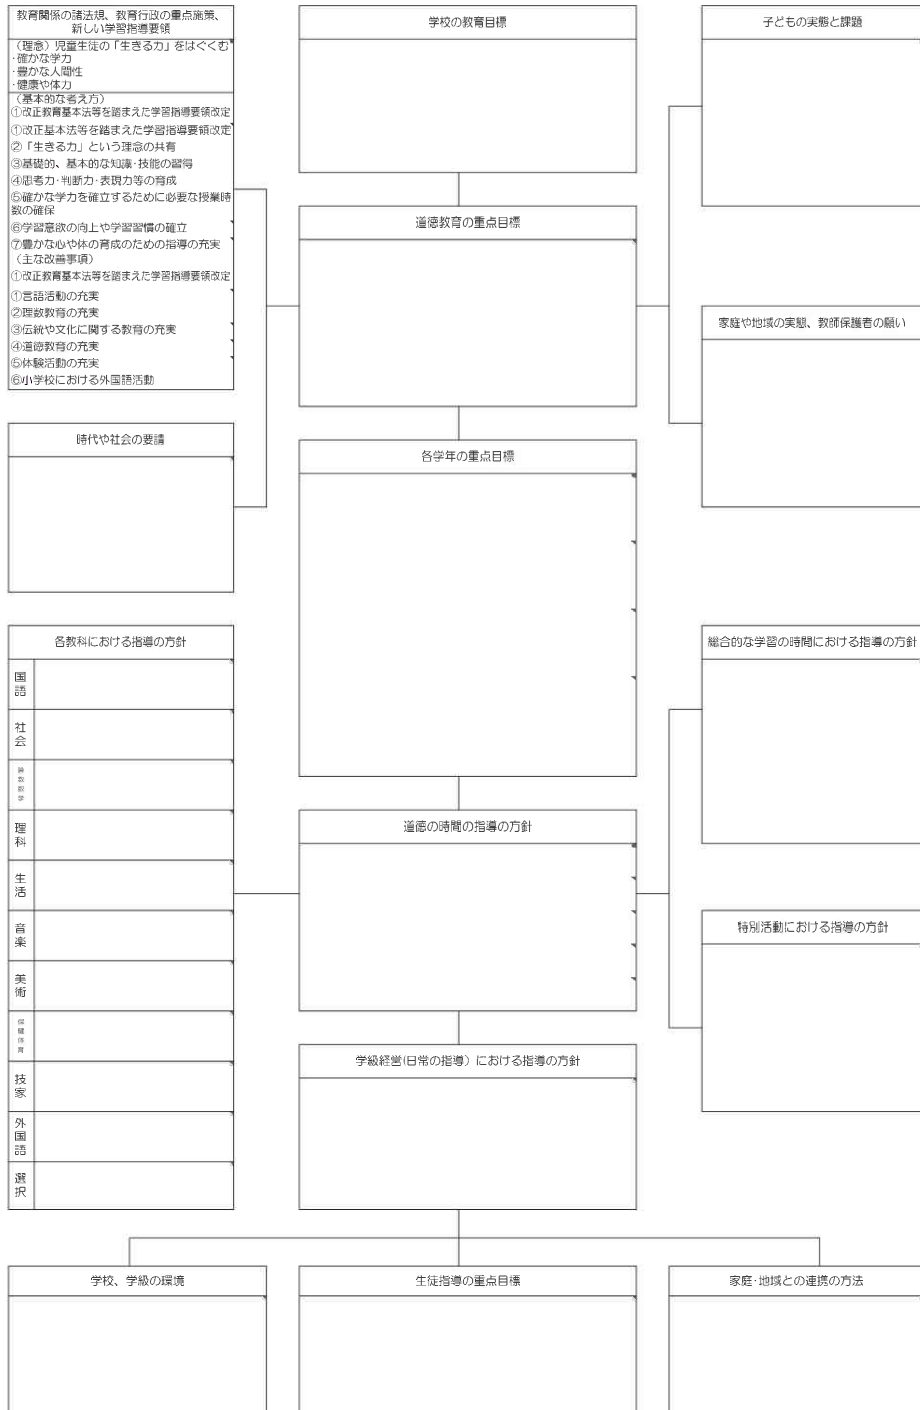 教育関係の諸法規、教育行政の重点施策、
新しい学習指導要領
（理念）児童生徒の「生きる力」をはぐくむ
・確かな学力
・豊かな人間性
・健康や体力
（基本的な考え方）
①改正教育基本法等を踏まえた学習指導要領改定
①改正基本法等を踏まえた学習指導要領改定
②「生きる力」という理念の共有
③基礎的、基本的な知識・技能の習得
④思考力・判断力・表現力等の育成
⑤確かな学力を確立するために必要な授業時
数の確保
⑥学習意欲の向上や学習習慣の確立
⑦豊かな心や体の育成のための指導の充実
（主な改善事項）
①改正教育基本法等を踏まえた学習指導要領改定
①言語活動の充実
②理数教育の充実
③伝統や文化に関する教育の充実
④道徳教育の充実
⑤体験活動の充実
⑥小学校における外国語活動
時代や社会の要請
学校の教育目標
道徳教育の重点目標
各学年の重点目標
子どもの実態と課題
家庭や地域の実態、教師保護者の願い
各教科における指導の方針
国語
社会
理科
生活
音楽
美術
保健体育
技家
外国語
選択
道徳の時間の指導の方針
学級経営(日常の指導）における指導の方針
総合的な学習の時間における指導の方針
特別活動における指導の方針
学校、学級の環境
生徒指導の重点目標
家庭・地域との連携の方法